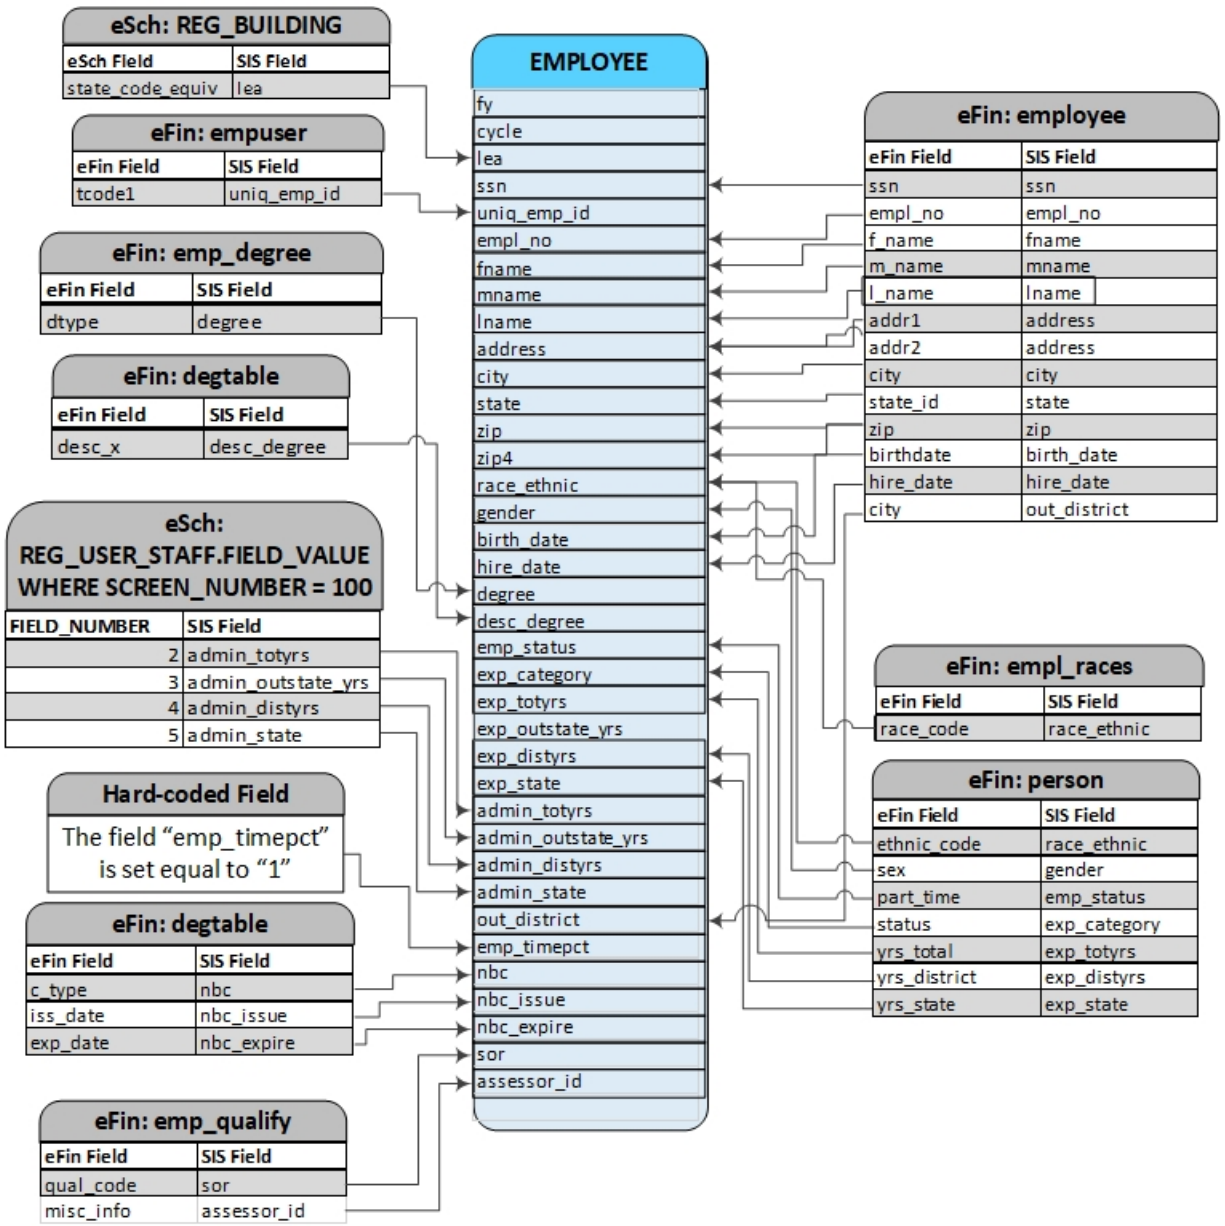 eSch: REG_BUILDING
eSch Field SIS Field
state_code_equiv lea
eFin: empuser
eFin Field SIS Field
tcode1 uniq_emp_id
eFin: emp_degree
eFin Field SIS Field
dtype degree
eFin: degtable
eFin Field SIS Field
desc_x desc_degree
eSch:
REG_USER_STAFF.FIELD_VALUE
WHERE SCREEN_NUMBER = 100
FIELD_NUMBER SIS Field
2 admin_totyrs
3 admin_outstate_yrs
4 admin_distyrs
5 admin_state
Hard-coded Field
The field “emp_timepct”
is set equal to “1”
eFin: degtable
eFin Field SIS Field
c_type nbc
iss_date nbc_issue
exp_date nbc_expire
eFin: emp_qualify
eFin Field SIS Field
qual_code sor
misc_info assessor_id
EMPLOYEE
fy
cycle
lea
ssn
uniq_emp_id
empl_no
fname
mname
lname
address
city
state
zip
zip4
race_ethnic
gender
birth_date
hire_date
degree
desc_degree
emp_status
exp_category
exp_totyrs
exp_outstate_yrs
exp_distyrs
exp_state
admin_totyrs
admin_outstate_yrs
admin_distyrs
admin_state
out_district
emp_timepct
nbc
nbc_issue
nbc_expire
sor
assessor_id
eFin: employee
eFin Field SIS Field
ssn ssn
empl_no empl_no
f_name fname
m_name mname
l_name lname
addr1 address
addr2 address
city city
state_id state
zip zip
birthdate birth_date
hire_date hire_date
city out_district
eFin: empl_races
eFin Field SIS Field
race_code race_ethnic
eFin: person
eFin Field SIS Field
ethnic_code race_ethnic
sex gender
part_time emp_status
status exp_category
yrs_total exp_totyrs
yrs_district exp_distyrs
yrs_state exp_state